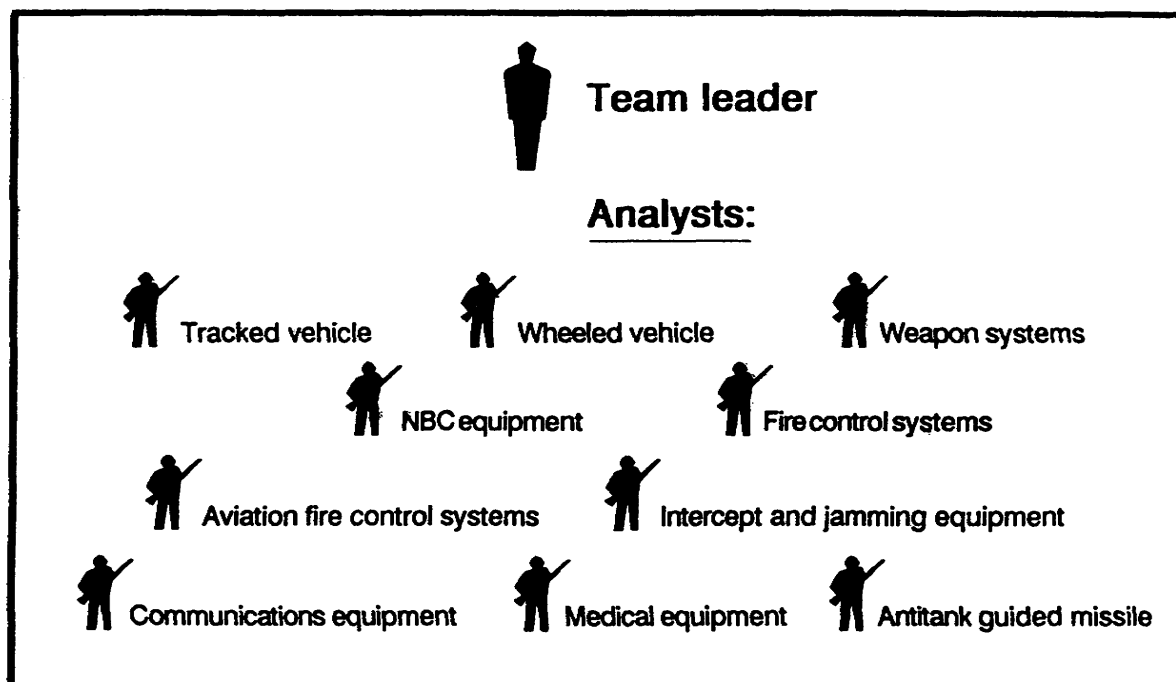 Team leader
Analysts:
Tracked vehicle
Wheeled vehicle
Weapon systems
NBC equipment
Fire control systems
Aviation fire control systems
Intercept and jamming equipment
Communications equipment
Medical equipment
Antitank guided missile